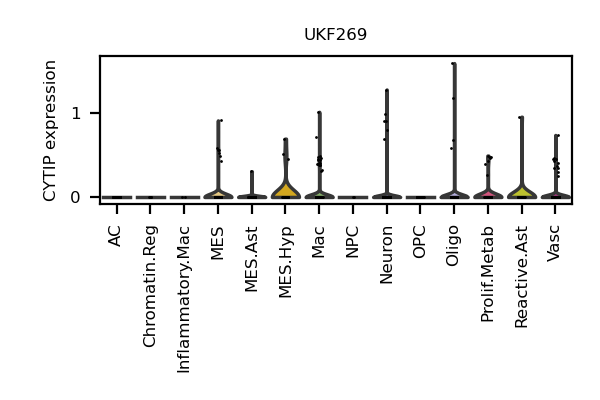 UKF269
CYTIP expression
1
0
AC
Chromatin.Reg
Inflammatory.Mac
MES
MES.Ast
MES.Hyp
Mac
NPC
Neuron
OPC
Oligo
Prolif.Metab
Reactive.Ast
Vasc